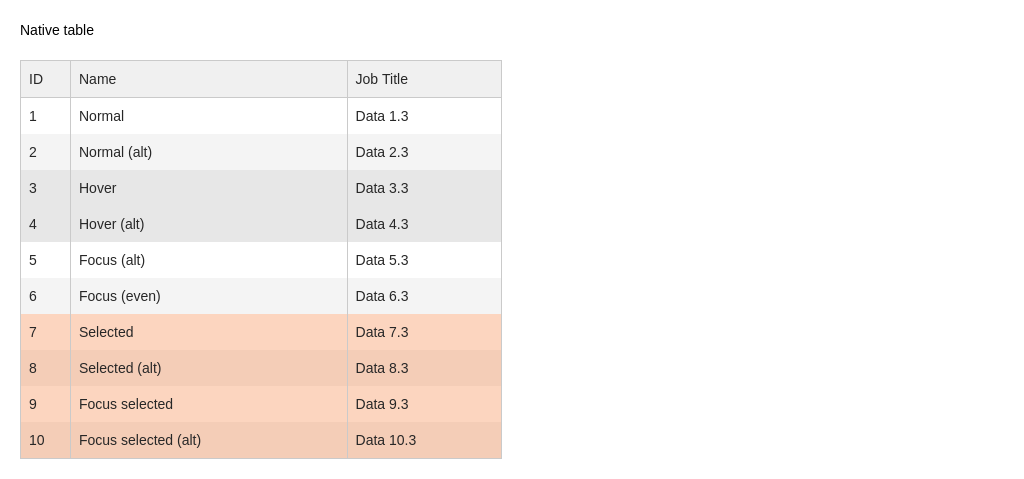 Native table
ID Name Job Title
1 Normal Data 1.3
2 Normal (alt) Data 2.3
3 Hover Data 3.3
4 Hover (alt) Data 4.3
5 Focus (alt) Data 5.3
6 Focus (even) Data 6.3
7 Selected Data 7.3
8 Selected (alt) Data 8.3
9 Focus selected Data 9.3
10 Focus selected (alt) Data 10.3